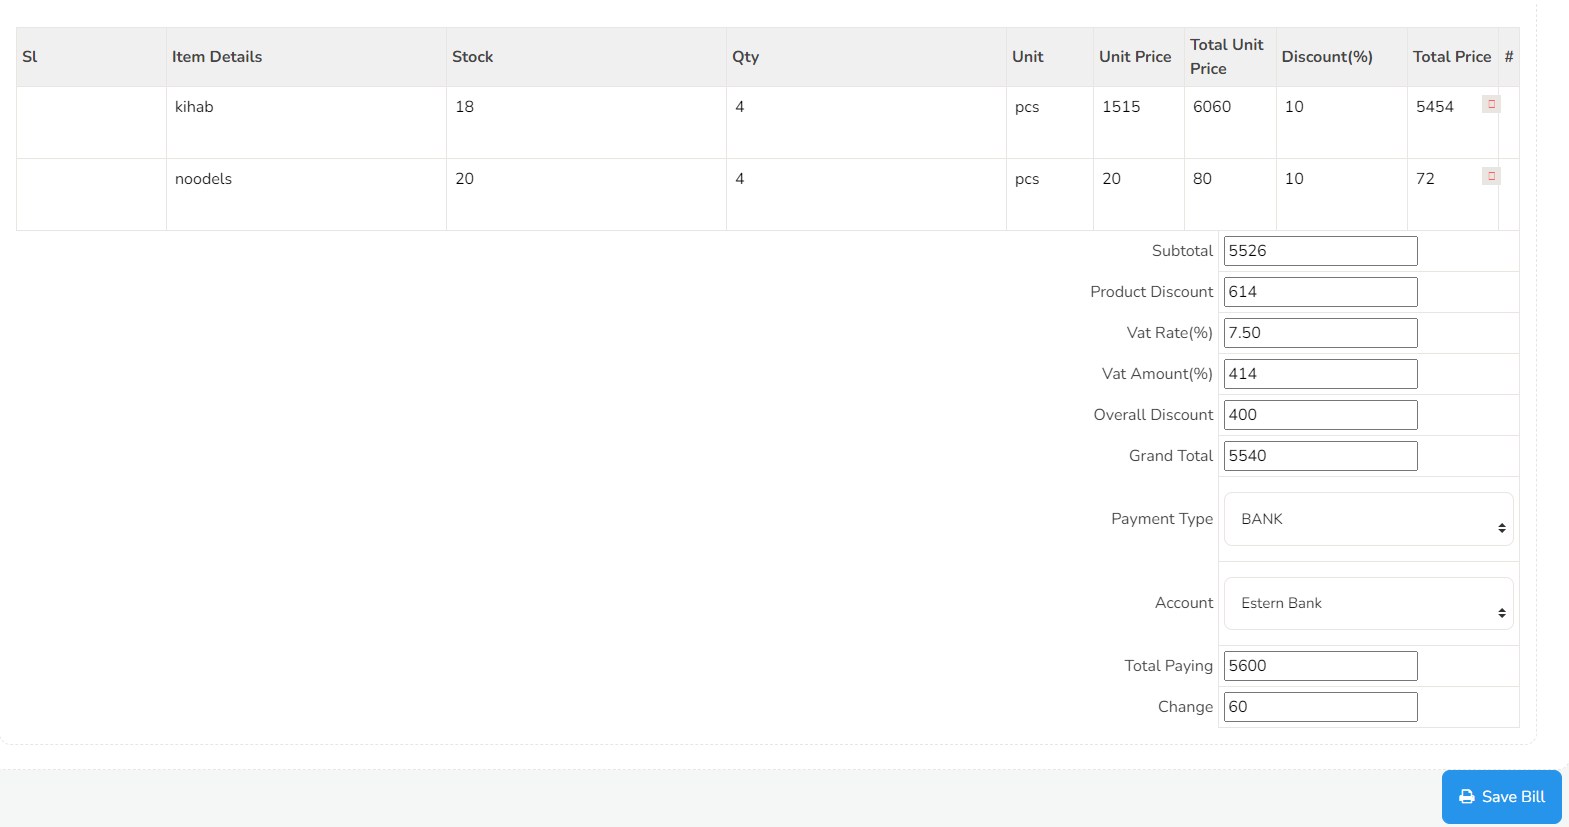 Sl Item Details Stock Qty Unit Unit Price Total Unit Price Discount(%) Total Price #
kihab 18 4 pcs 1515 6060 10 5454
noodels 20 4 pcs 20 80 10 72
Subtotal 5526
Product Discount 614
Vat Rate(%) 7.50
Vat Amount(%) 414
Overall Discount 400
Grand Total 5540
Payment Type BANK
Account Estern Bank
Total Paying 5600
Change 60
Save Bill